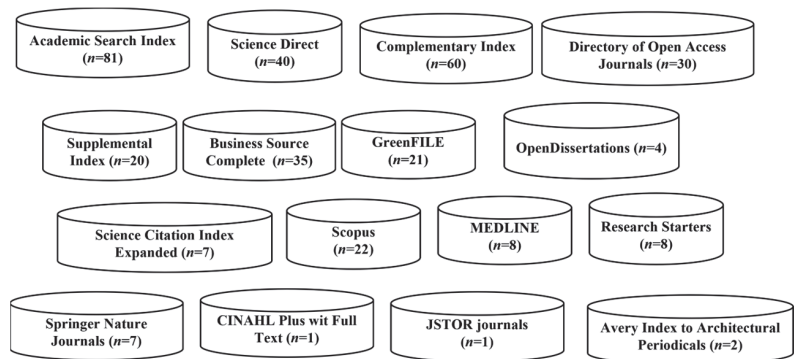 Academic Search Index
(n=81)
Science Direct
(n=40)
Complementary Index
(n=60)
Directory of Open Access
Journals (n=30)
Supplemental
Index (n=20)
Business Source
Complete (n=35)
GreenFILE
(n=21)
OpenDissertations (n=4)
Science Citation Index
Expanded (n=7)
Scopus
(n=22)
MEDLINE
(n=8)
Research Starters
(n=8)
Springer Nature
Journals (n=7)
CINAHL Plus wit Full
Text (n=1)
JSTOR journals
(n=1)
Avery Index to Architectural
Periodicals (n=2)